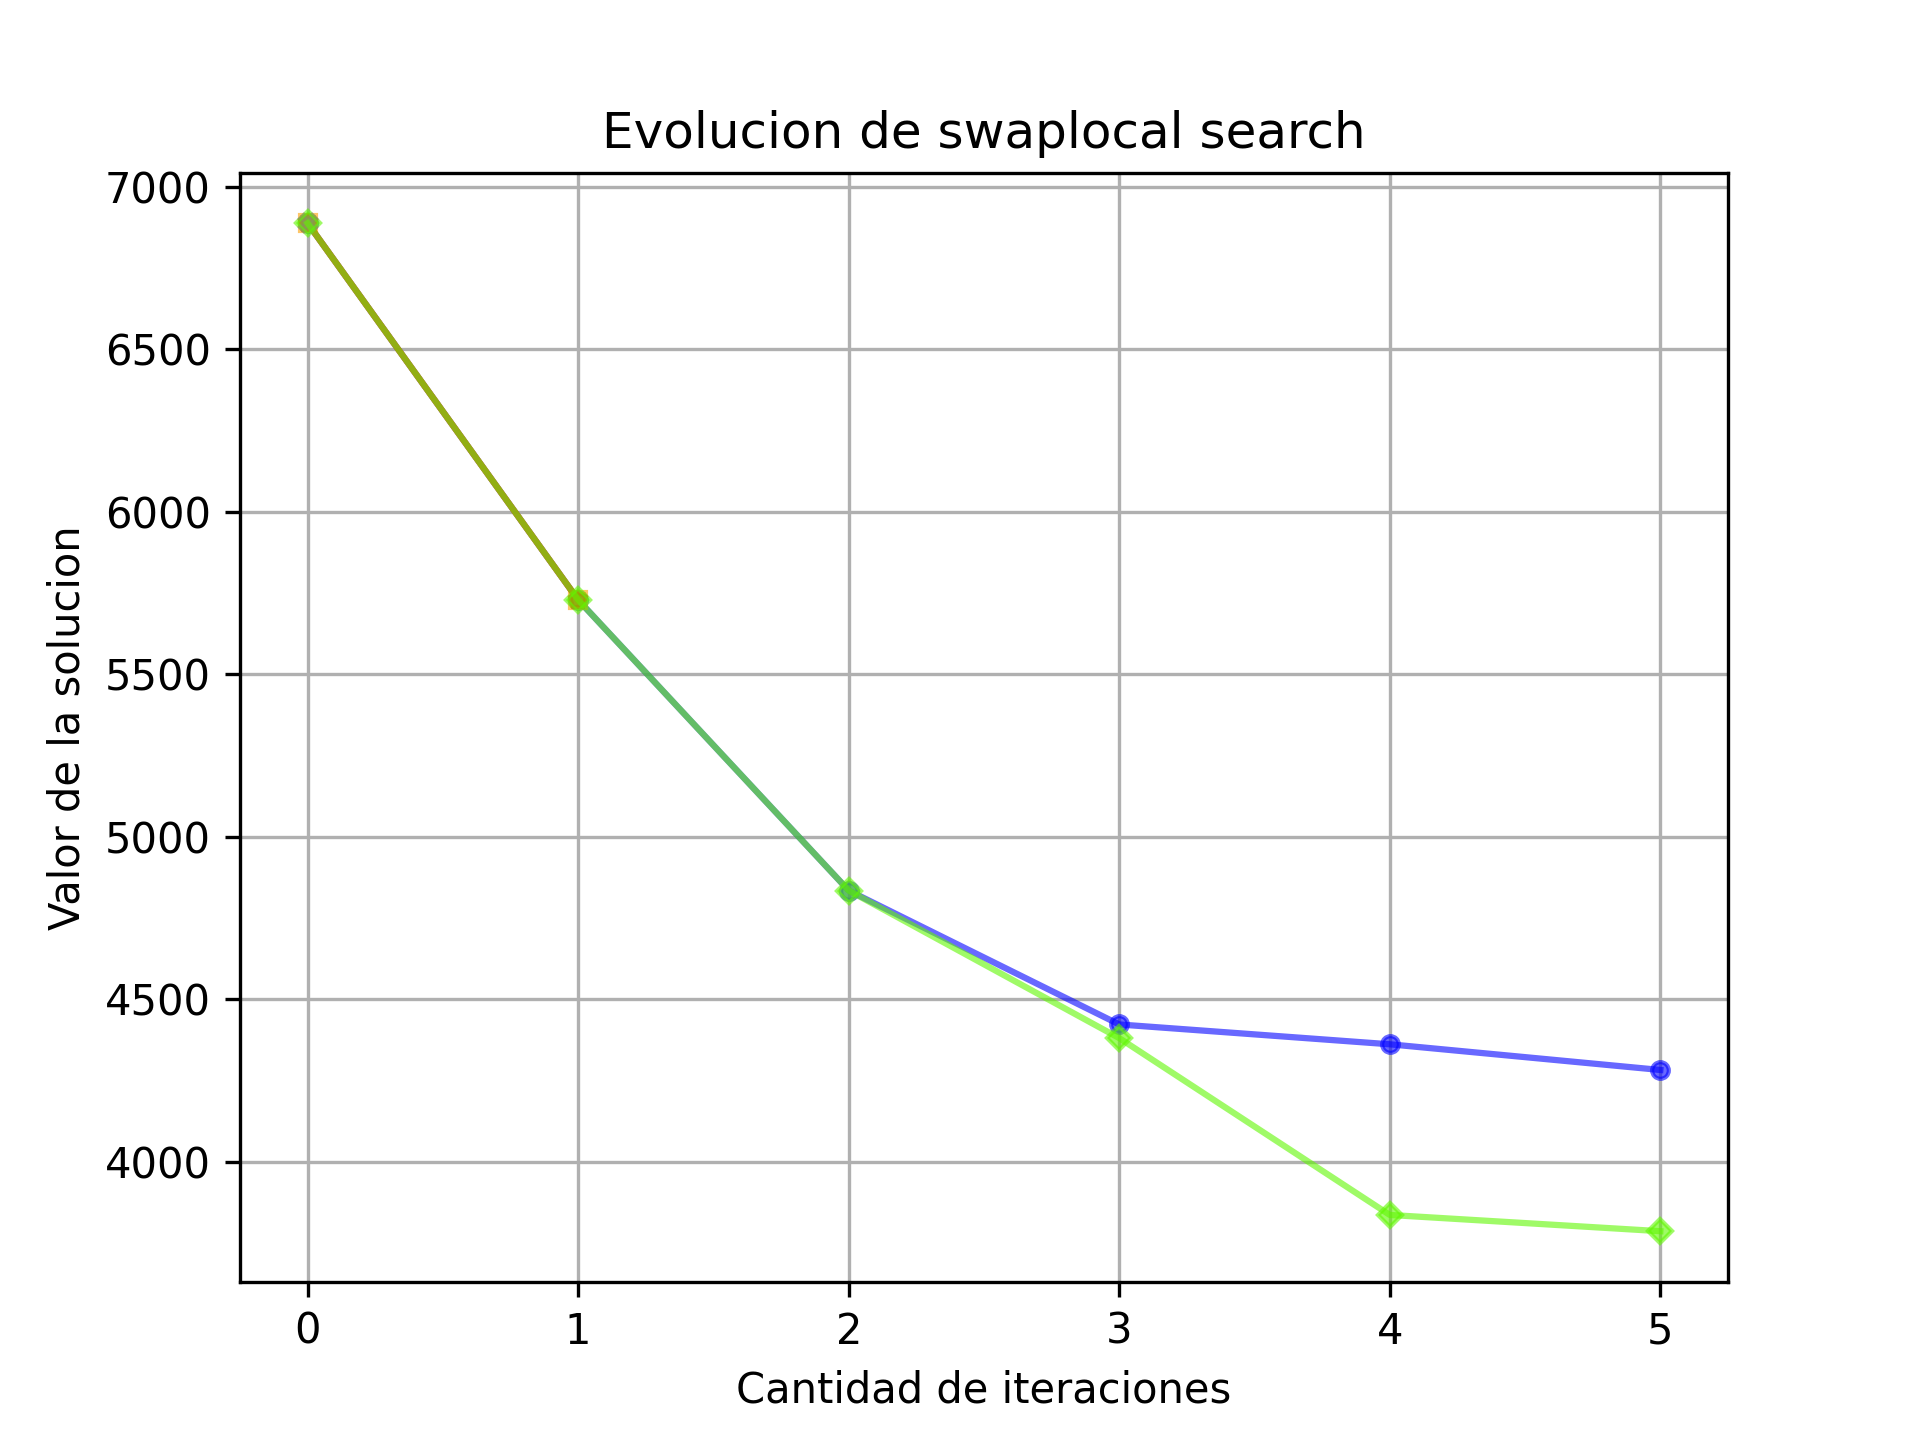 Evolucion de swaplocal search
7000
6500
6000
5500
5000
4500
4000
Valor de la solucion
0 1 2 3 4 5
Cantidad de iteraciones